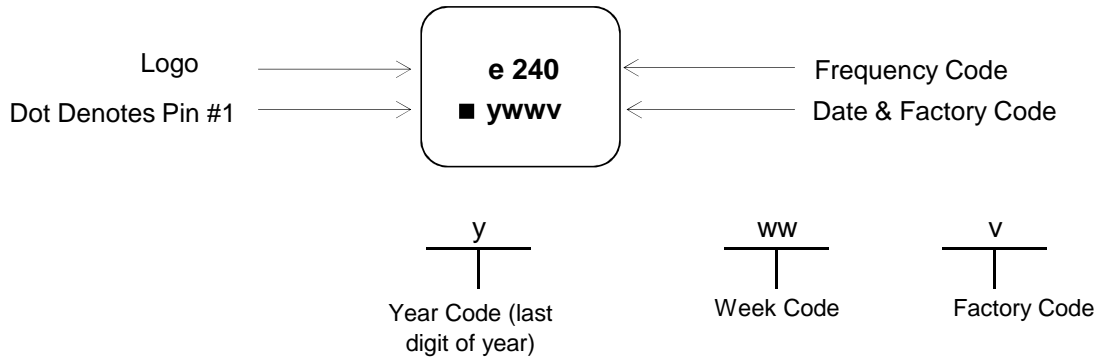 Logo
e 240
Frequency Code
Dot Denotes Pin #1
■ ywwv
Date & Factory Code
y
ww
v
Year Code (last
digit of year)
Week Code
Factory Code